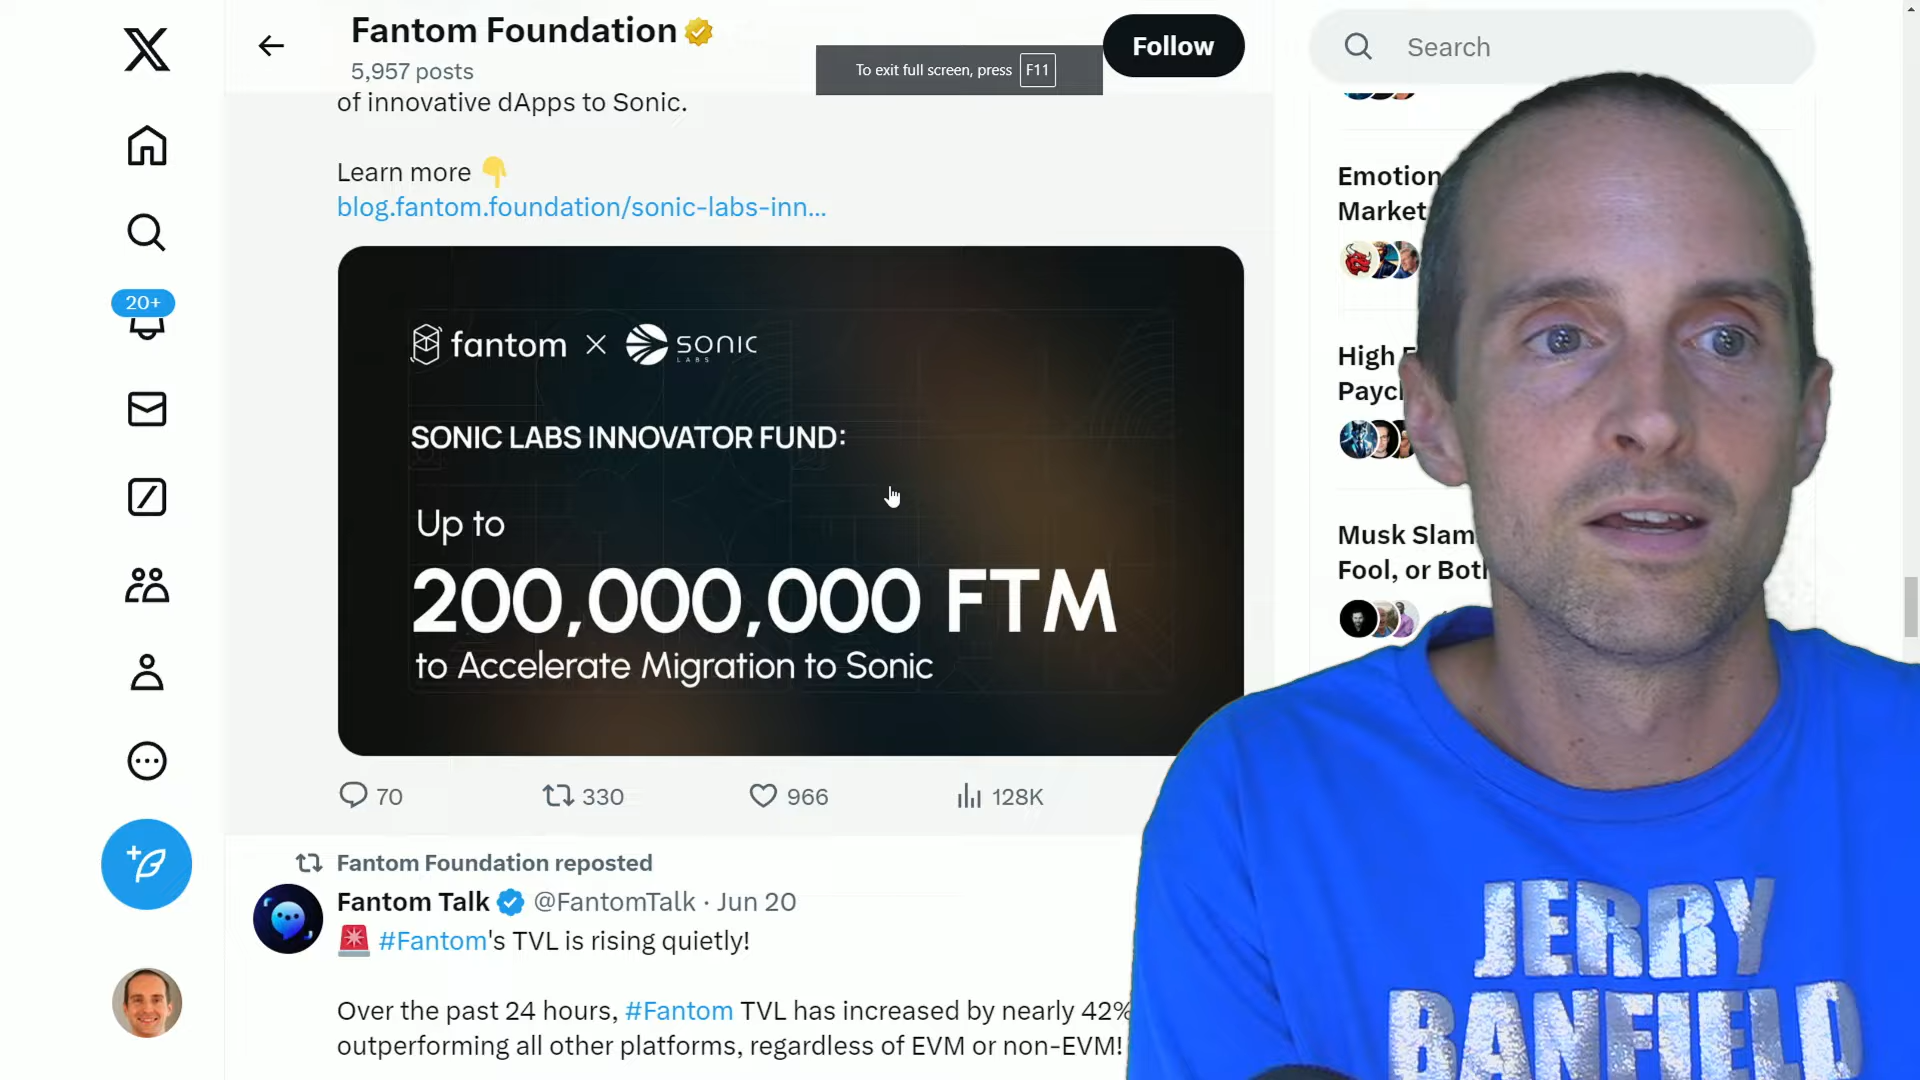 Fantom Foundation
5,957 posts
To exit full screen, press F11
Follow
Search
of innovative dApps to Sonic.
Learn more
blog.fantom.foundation/sonic-labs-inn...
fantom × SONIC
LABS
SONIC LABS INNOVATOR FUND:
Up to
200,000,000 FTM
to Accelerate Migration to Sonic
70 330 966 128K
Fantom Foundation reposted
Fantom Talk @FantomTalk · Jun 20
#Fantom's TVL is rising quietly!
Over the past 24 hours, #Fantom TVL has increased by nearly 42%
outperforming all other platforms, regardless of EVM or non-EVM!
20+
Emotion
Market
High
Payc
Musk Slam
Fool, or Both
JERRY
BANFIELD